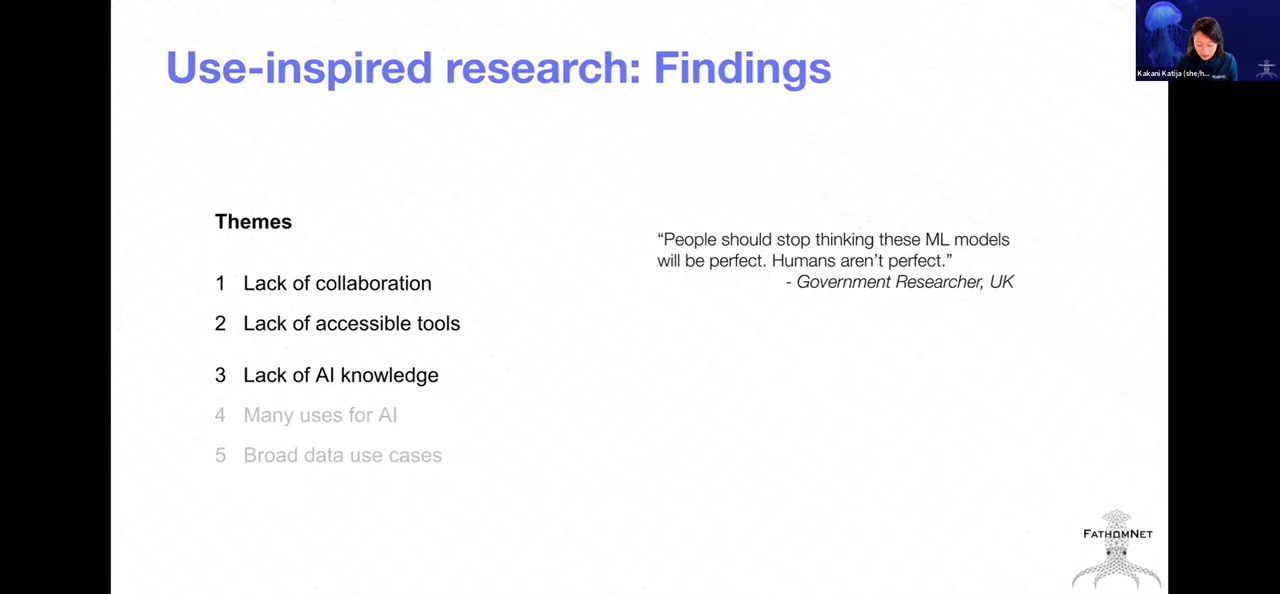 Use-inspired research: Findings
Kakani Katija (she/h...
Themes
1 Lack of collaboration
2 Lack of accessible tools
3 Lack of AI knowledge
4 Many uses for AI
5 Broad data use cases
“People should stop thinking these ML models
will be perfect. Humans aren’t perfect.”
- Government Researcher, UK
FATHOMNET